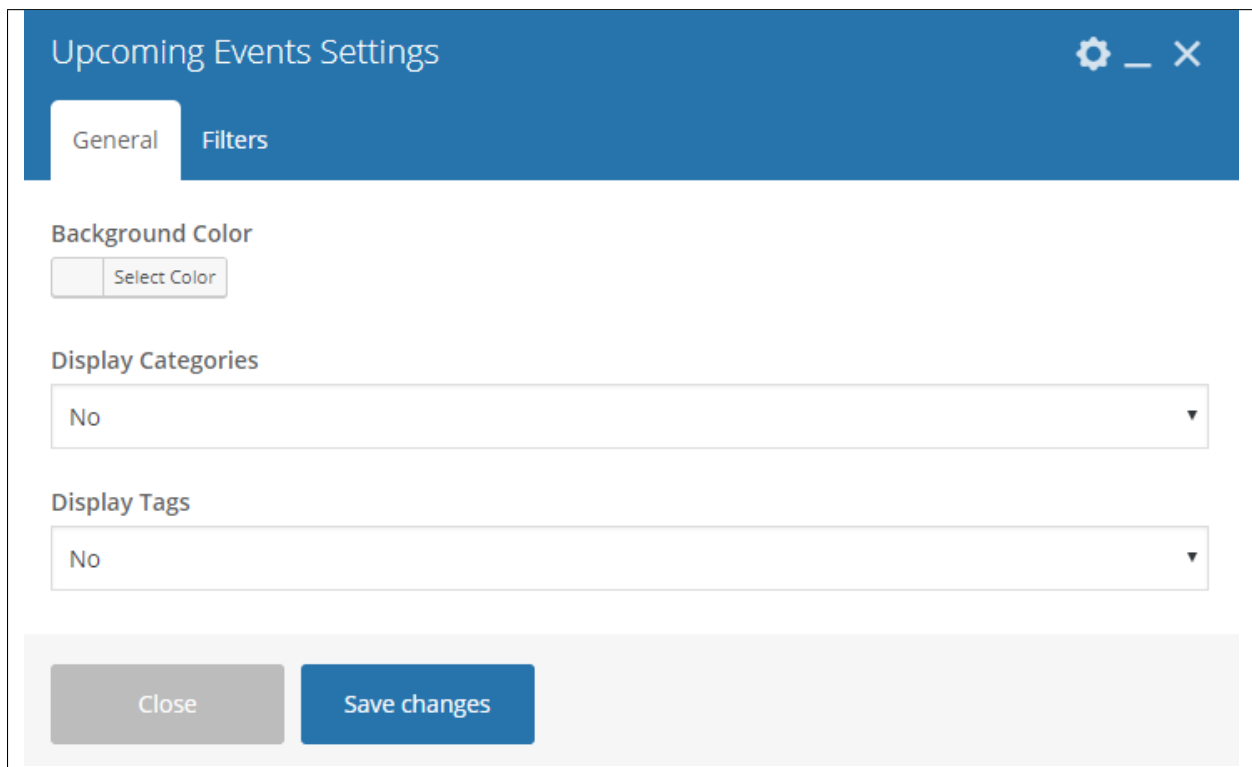 Upcoming Events Settings
General Filters
Background Color
Select Color
Display Categories
No
Display Tags
No
Close Save changes